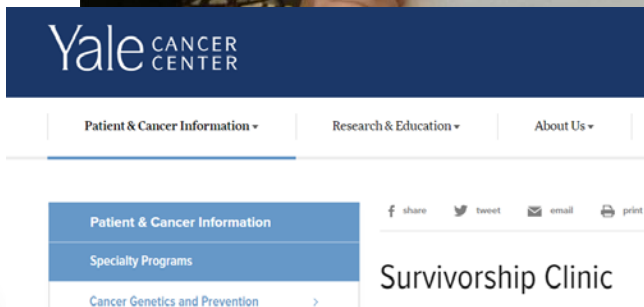 Yale CANCER CENTER
Patient & Cancer Information
Research & Education
About Us
Patient & Cancer Information
Specialty Programs
Cancer Genetics and Prevention
share tweet email print
Survivorship Clinic